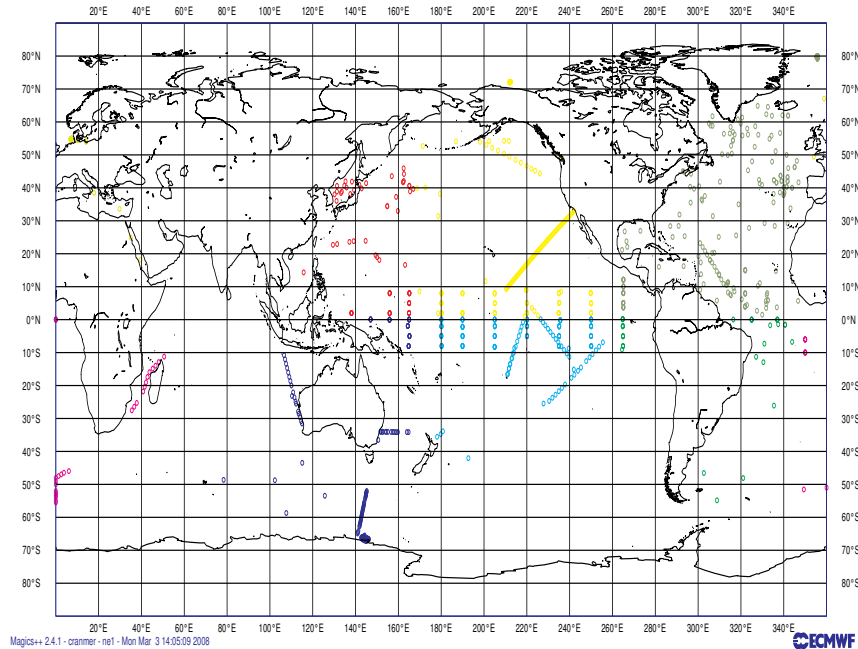 20°E 40°E 60°E 80°E 100°E 120°E 140°E 160°E 180°E 200°E 220°E 240°E 260°E 280°E 300°E 320°E 340°E
80°N 80°N
70°N 70°N
60°N 60°N
50°N 50°N
40°N 40°N
30°N 30°N
20°N 20°N
10°N 10°N
0°N 0°N
10°S 10°S
20°S 20°S
30°S 30°S
40°S 40°S
50°S 50°S
60°S 60°S
70°S 70°S
80°S 80°S
20°E 40°E 60°E 80°E 100°E 120°E 140°E 160°E 180°E 200°E 220°E 240°E 260°E 280°E 300°E 320°E 340°E
Magics++ 2.4.1 - cranmer - ne1 - Mon Mar 3 14:05:09 2008
ECMWF